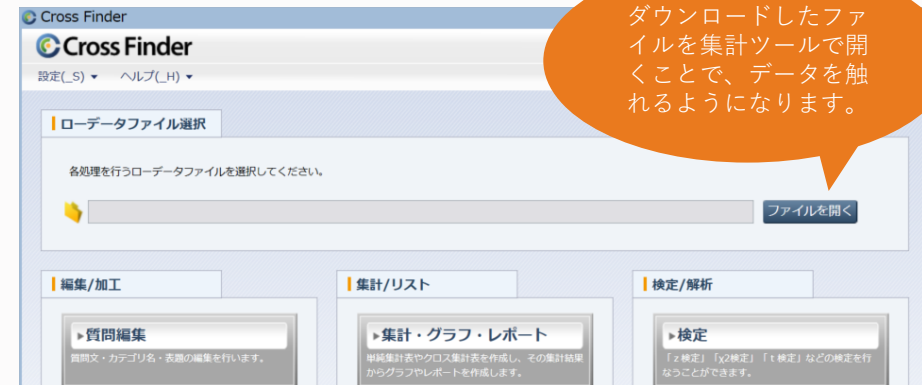 Cross Finder
Cross Finder
設定(_S) ▼ ヘルプ(_H) ▼
ダウンロードしたファ
イルを集計ツールで開
くことで、データを触
れるようになります。
ローデータファイル選択
各処理を行うローデータファイルを選択してください。
ファイルを開く
編集/加工
集計/リスト
検定/解析
▶質問編集
▶集計・グラフ・レポート
▶検定
質問文・カテゴリ名・表題の編集を行います。
単純集計表やクロス集計表を作成し、その集計結果
からグラフやレポートを作成します。
「z検定」「χ2検定」「t検定」などの検定を行
なうことができます。